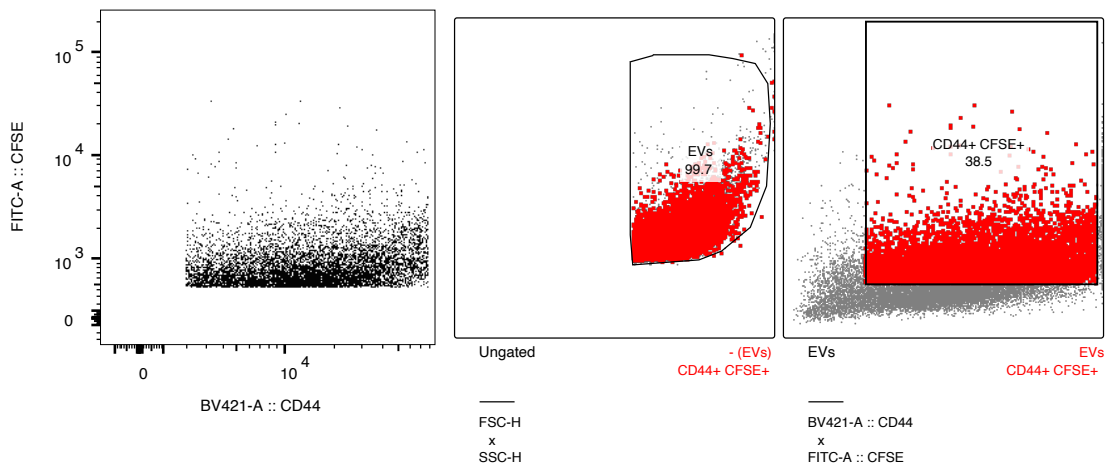 10 5
10 4
10 3
0
FITC-A :: CFSE
0
10 4
BV421-A :: CD44
EVs
99.7
Ungated
- (EVs)
CD44+ CFSE+
FSC-H
x
SSC-H
CD44+ CFSE+
38.5
EVs
EVs
CD44+ CFSE+
BV421-A :: CD44
x
FITC-A :: CFSE